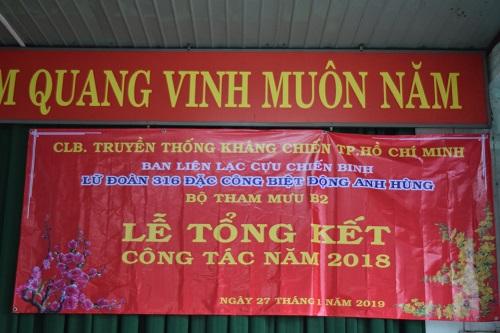 M QUANG VINH MUÔN NĂM
CLB. TRUYỀN THỐNG KHÁNG CHIẾN TP.HỒ CHÍ MINH
BAN LIÊN LẠC CỰU CHIẾN BINH
LỮ ĐOÀN 316 ĐẶC CÔNG BIỆT ĐỘNG ANH HÙNG
BỘ THAM MƯU B2
LỄ TỔNG KẾT
CÔNG TÁC NĂM 2018
NGÀY 27 THÁNG 1 NĂM 2019